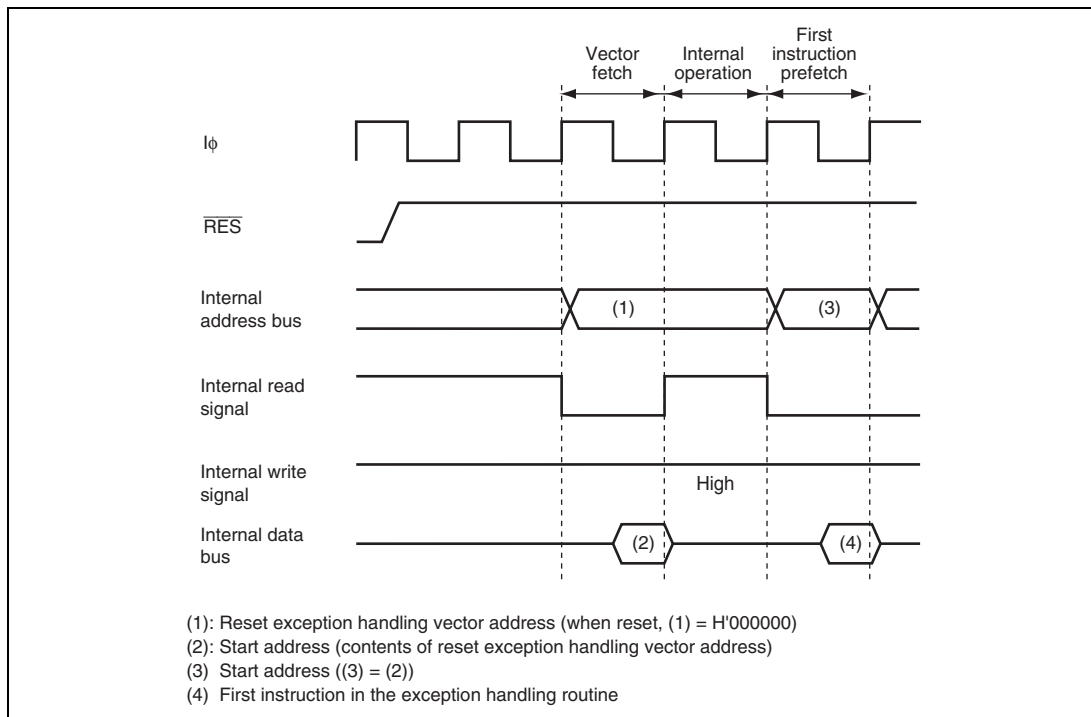 Vector
fetch
Internal
operation
First
instruction
prefetch
Iϕ
RES
Internal
address bus
(1)
(3)
Internal read
signal
Internal write
signal
High
Internal data
bus
(2)
(4)
(1): Reset exception handling vector address (when reset, (1) = H'000000)
(2): Start address (contents of reset exception handling vector address)
(3) Start address ((3) = (2))
(4) First instruction in the exception handling routine